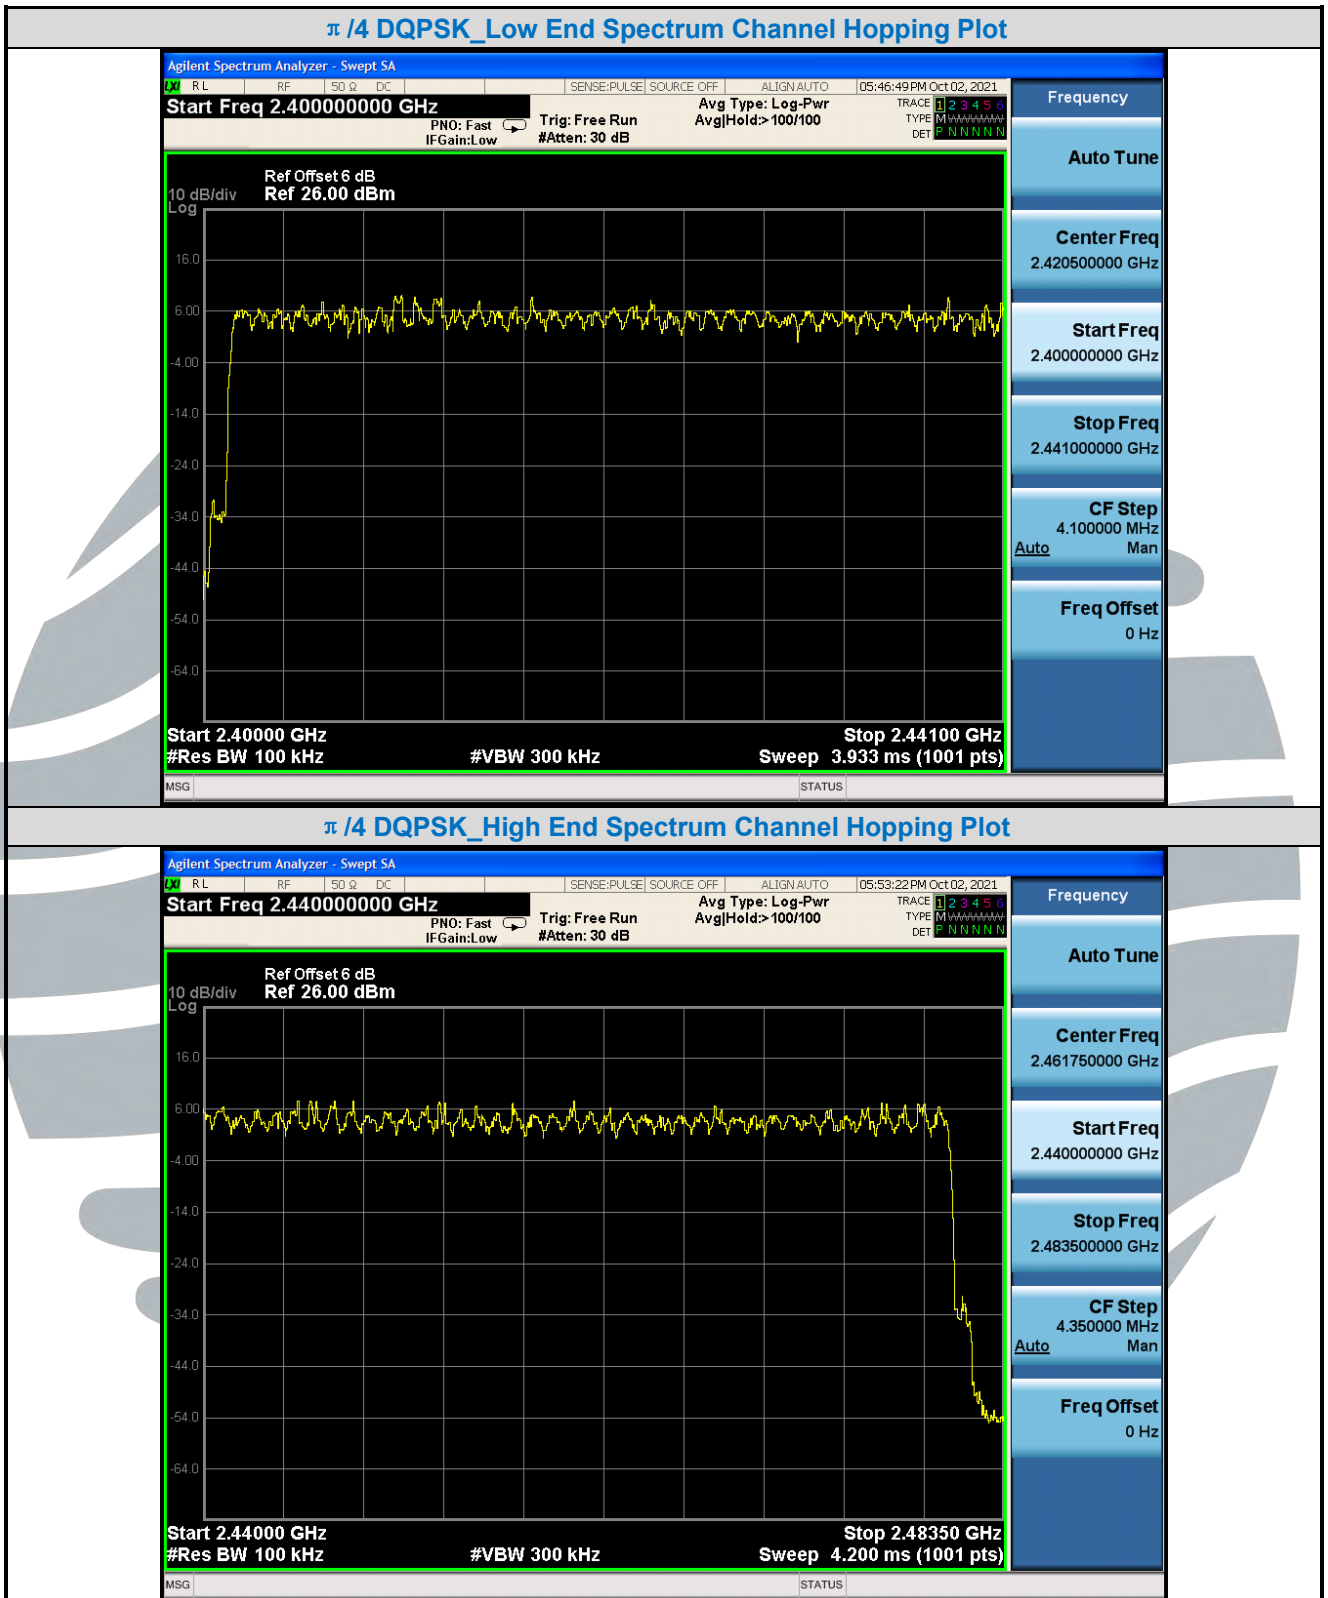 π /4 DQPSK_Low End Spectrum Channel Hopping Plot
Agilent Spectrum Analyzer - Swept SA
LXI RL RF 50 Ω DC SENSE:PULSE SOURCE OFF ALIGN AUTO 05:46:49 PM Oct 02, 2021
Start Freq 2.400000000 GHz
PNO: Fast
IFGain:Low
Trig: Free Run
#Atten: 30 dB
Avg Type: Log-Pwr
Avg|Hold:>100/100
TRACE 1 2 3 4 5 6
TYPE M
DET P N N N N N
Frequency
Auto Tune
Ref Offset 6 dB
10 dB/div Ref 26.00 dBm
Log
16.0
6.00
-4.00
-14.0
-24.0
-34.0
-44.0
-54.0
-64.0
Center Freq
2.420500000 GHz
Start Freq
2.400000000 GHz
Stop Freq
2.441000000 GHz
CF Step
4.100000 MHz
Auto Man
Freq Offset
0 Hz
Start 2.40000 GHz Stop 2.44100 GHz
#Res BW 100 kHz #VBW 300 kHz Sweep 3.933 ms (1001 pts)
MSG STATUS
π /4 DQPSK_High End Spectrum Channel Hopping Plot
Agilent Spectrum Analyzer - Swept SA
LXI RL RF 50 Ω DC SENSE:PULSE SOURCE OFF ALIGN AUTO 05:53:22 PM Oct 02, 2021
Start Freq 2.440000000 GHz
PNO: Fast
IFGain:Low
Trig: Free Run
#Atten: 30 dB
Avg Type: Log-Pwr
Avg|Hold:>100/100
TRACE 1 2 3 4 5 6
TYPE M
DET P N N N N N
Frequency
Auto Tune
Ref Offset 6 dB
10 dB/div Ref 26.00 dBm
Log
16.0
6.00
-4.00
-14.0
-24.0
-34.0
-44.0
-54.0
-64.0
Center Freq
2.461750000 GHz
Start Freq
2.440000000 GHz
Stop Freq
2.483500000 GHz
CF Step
4.350000 MHz
Auto Man
Freq Offset
0 Hz
Start 2.44000 GHz Stop 2.48350 GHz
#Res BW 100 kHz #VBW 300 kHz Sweep 4.200 ms (1001 pts)
MSG STATUS